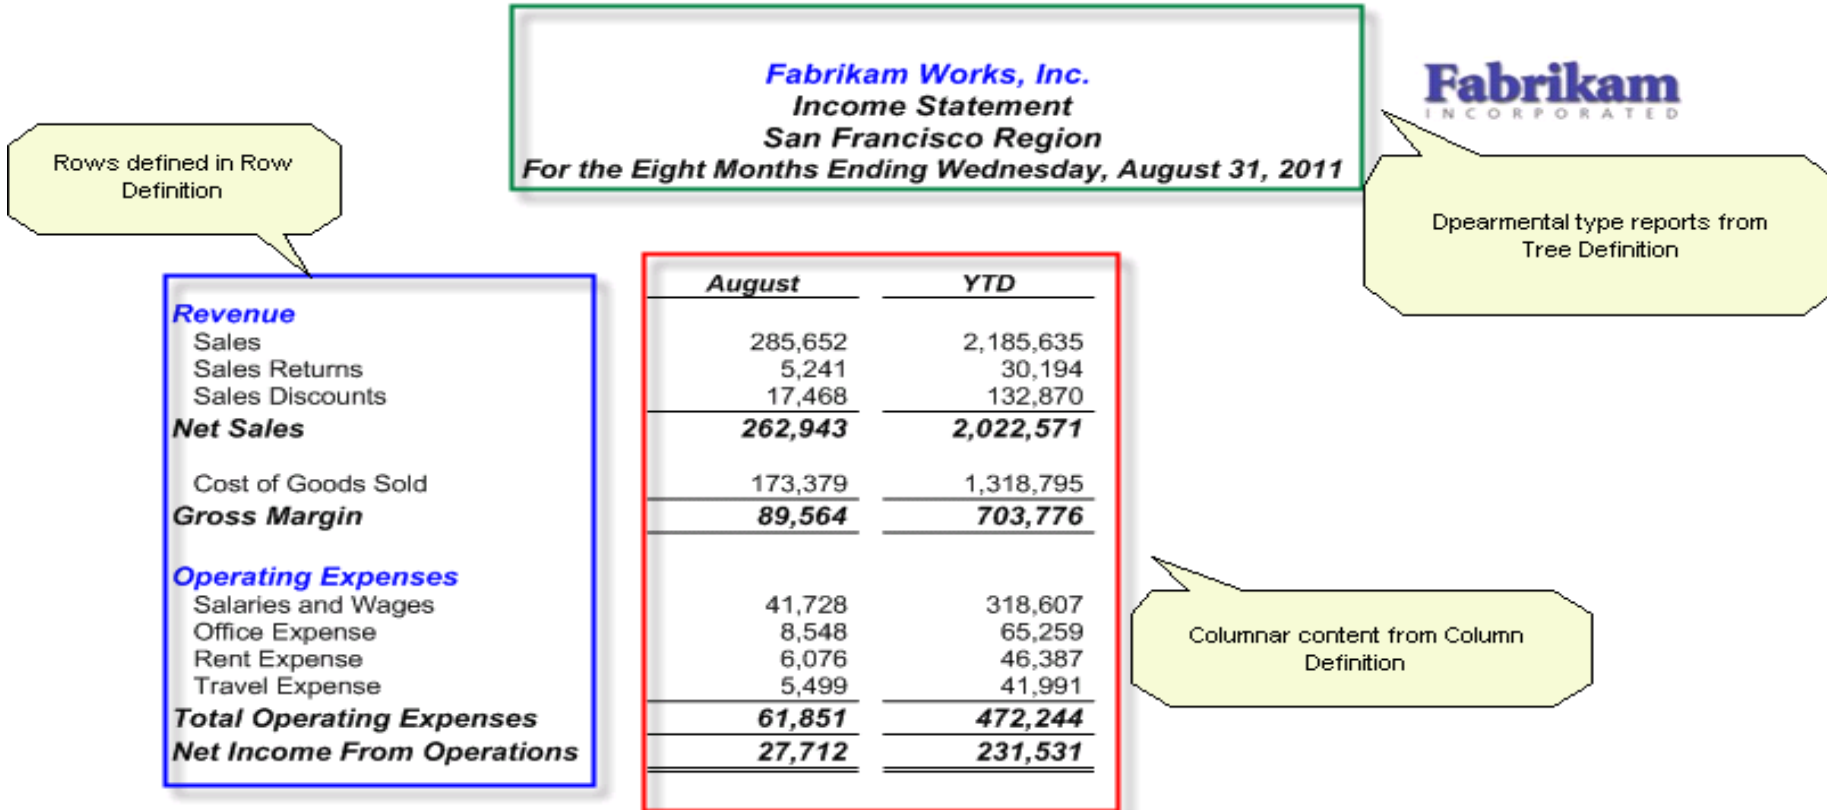 Fabrikam Works, Inc.
Income Statement
San Francisco Region
For the Eight Months Ending Wednesday, August 31, 2011
Fabrikam
INCORPORATED
Rows defined in Row
Definition
Dpearmental type reports from
Tree Definition
August YTD
Revenue
Sales 285,652 2,185,635
Sales Returns 5,241 30,194
Sales Discounts 17,468 132,870
Net Sales 262,943 2,022,571
Cost of Goods Sold 173,379 1,318,795
Gross Margin 89,564 703,776
Operating Expenses
Salaries and Wages 41,728 318,607
Office Expense 8,548 65,259
Rent Expense 6,076 46,387
Travel Expense 5,499 41,991
Total Operating Expenses 61,851 472,244
Net Income From Operations 27,712 231,531
Columnar content from Column
Definition